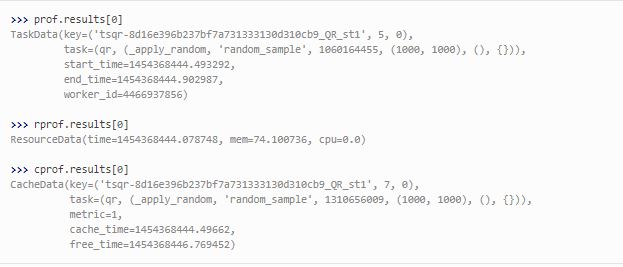 >>> prof.results[0]
TaskData(key=('tsqr-8d16e396b237bf7a731333130d310cb9_QR_st1', 5, 0),
         task=(qr, (_apply_random, 'random_sample', 1060164455, (1000, 1000), (), {})),
         start_time=1454368444.493292,
         end_time=1454368444.902987,
         worker_id=4466937856)
>>> rprof.results[0]
ResourceData(time=1454368444.078748, mem=74.100736, cpu=0.0)
>>> cprof.results[0]
CacheData(key=('tsqr-8d16e396b237bf7a731333130d310cb9_QR_st1', 7, 0),
          task=(qr, (_apply_random, 'random_sample', 1310656009, (1000, 1000), (), {})),
          metric=1,
          cache_time=1454368444.49662,
          free_time=1454368446.769452)